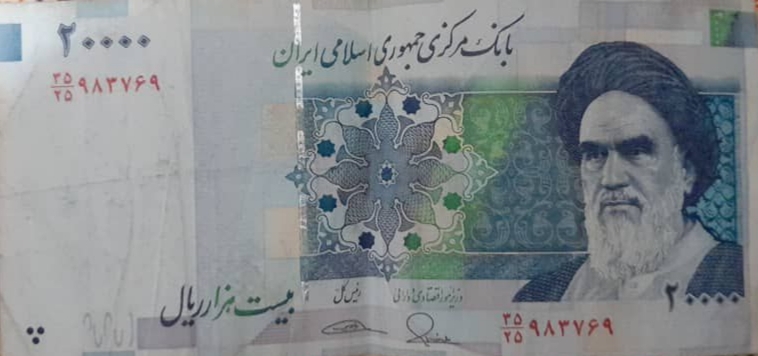 بانک مرکزی جمهوری اسلامی ایران
۲۰۰۰۰
۳۵/۲۵ ۹۸۳۷۶۹
وزیر امور اقتصادی و دارائی
رئیس کل
بیست هزار ریال
۲۰۰۰۰
۳۵/۲۵ ۹۸۳۷۶۹